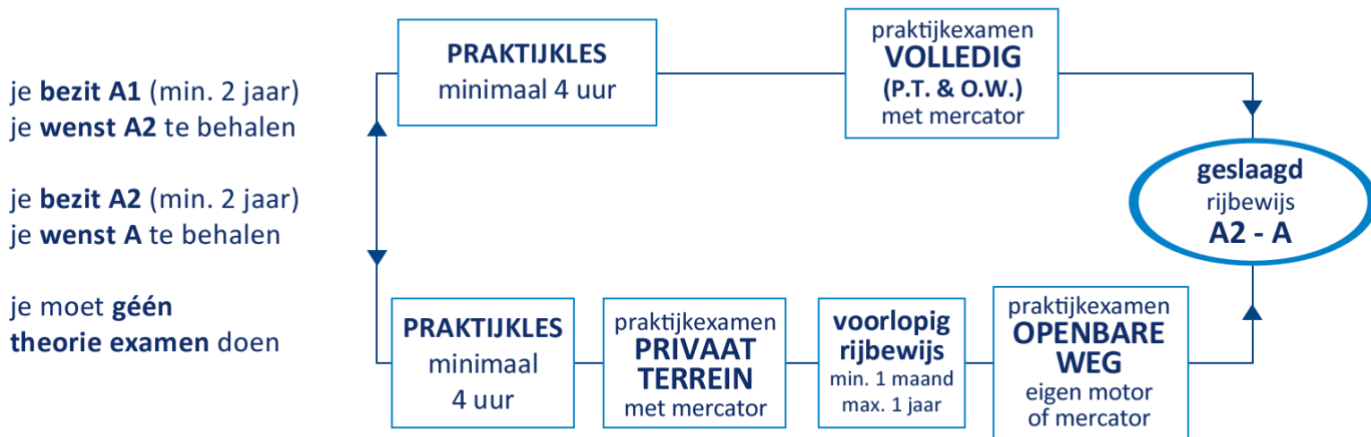 je bezit A1 (min. 2 jaar)
je wenst A2 te behalen
je bezit A2 (min. 2 jaar)
je wenst A te behalen
je moet géén
theorie examen doen
PRAKTIJKLES
minimaal 4 uur
praktijkexamen
VOLLEDIG
(P.T. & O.W.)
met mercator
PRAKTIJKLES
minimaal
4 uur
praktijkexamen
PRIVAAT
TERREIN
met mercator
voorlopig
rijbewijs
min. 1 maand
max. 1 jaar
praktijkexamen
OPENBARE
WEG
eigen motor
of mercator
geslaagd
rijbewijs
A2 - A